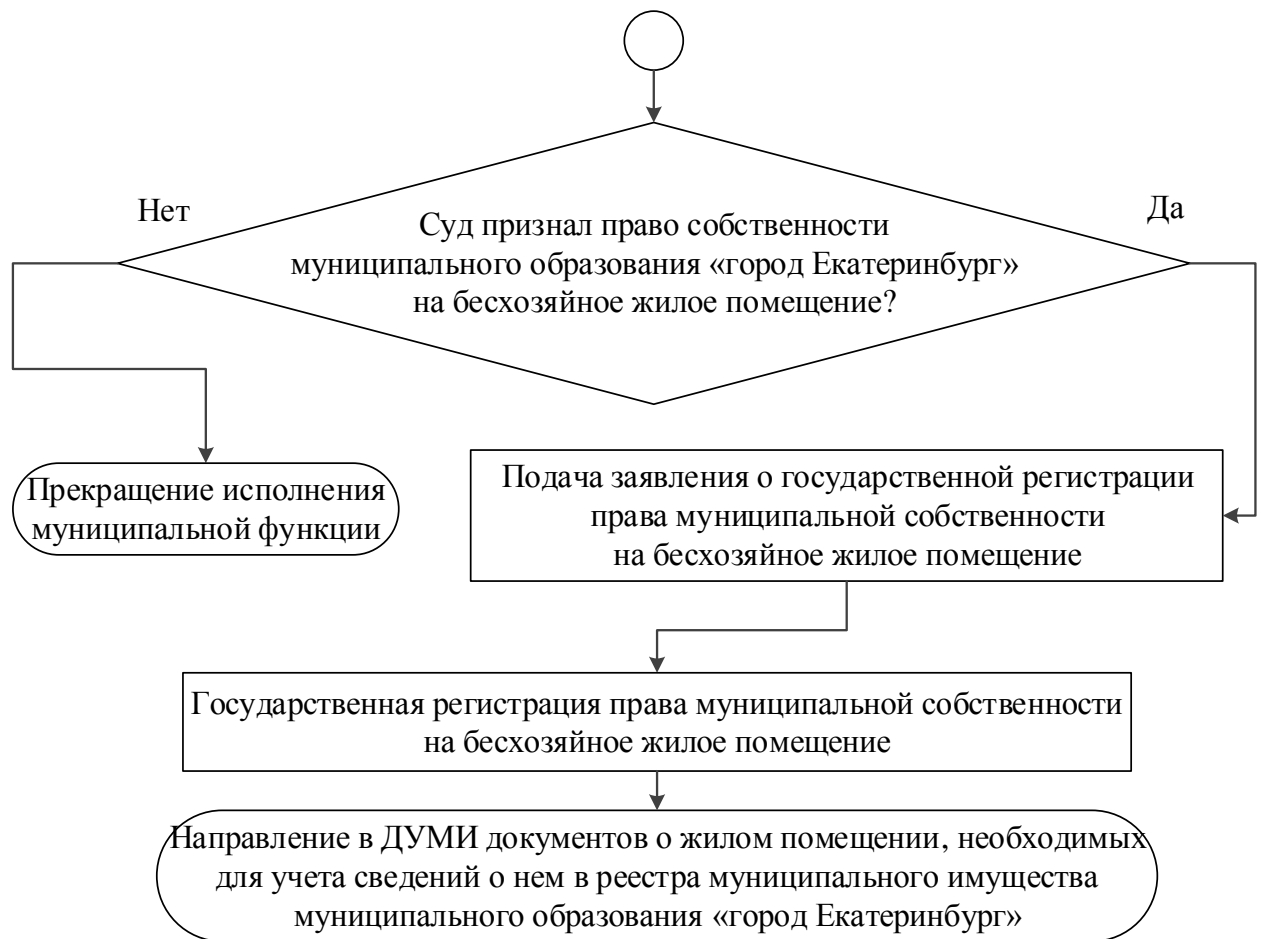 Нет
Да
Суд признал право собственности
муниципального образования «город Екатеринбург»
на бесхозяйное жилое помещение?
Прекращение исполнения
муниципальной функции
Подача заявления о государственной регистрации
права муниципальной собственности
на бесхозяйное жилое помещение
Государственная регистрация права муниципальной собственности
на бесхозяйное жилое помещение
Направление в ДУМИ документов о жилом помещении, необходимых
для учета сведений о нем в реестра муниципального имущества
муниципального образования «город Екатеринбург»